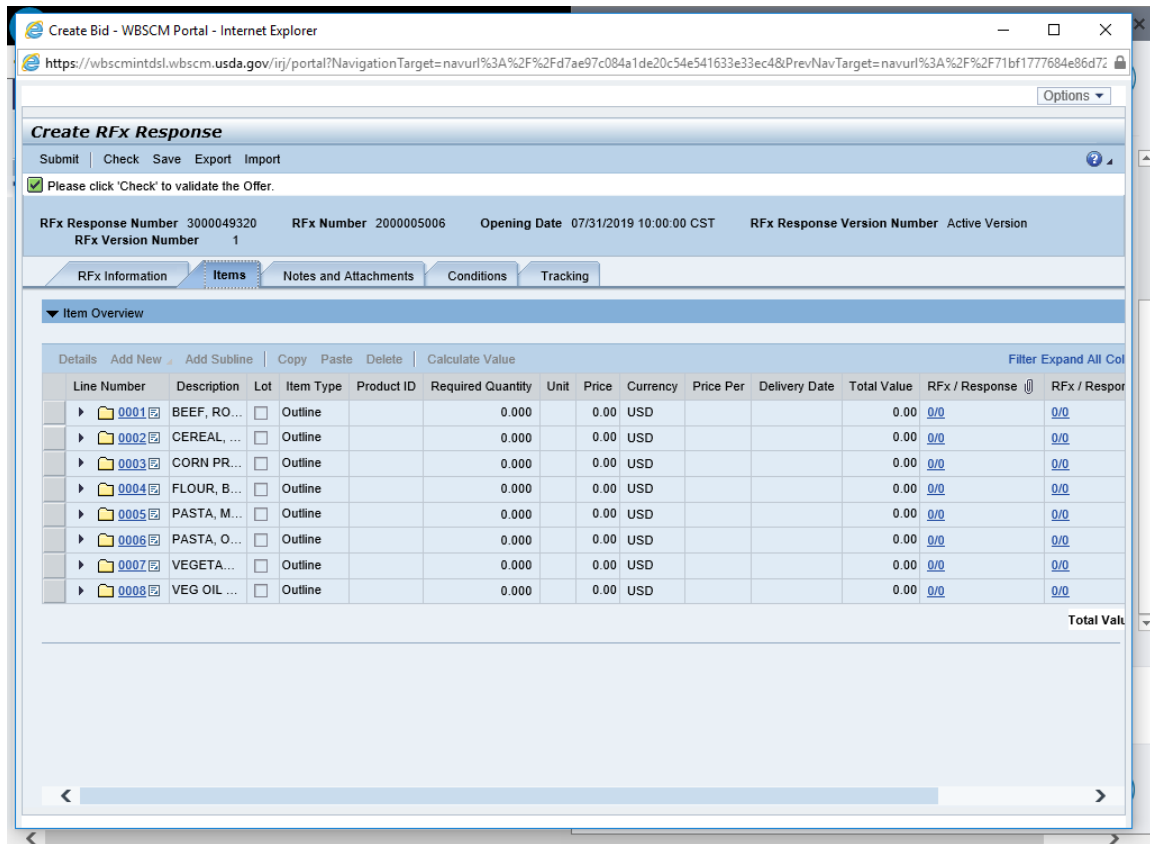 Create Bid - WBSCM Portal - Internet Explorer
https://wbscmintdsl.wbscm.usda.gov/irj/portal?NavigationTarget=navurl%3A%2F%2Fd7ae97c084a1de20c54e541633e33ec4&PrevNavTarget=navurl%3A%2F%2F71bf1777684e86d72
Options
Create RFx Response
Submit Check Save Export Import
Please click 'Check' to validate the Offer.
RFx Response Number 3000049320 RFx Number 2000005006 Opening Date 07/31/2019 10:00:00 CST RFx Response Version Number Active Version
RFx Version Number 1
RFx Information Items Notes and Attachments Conditions Tracking
Item Overview
Details Add New Add Subline Copy Paste Delete Calculate Value Filter Expand All Col
Line Number Description Lot Item Type Product ID Required Quantity Unit Price Currency Price Per Delivery Date Total Value RFx / Response RFx / Respor
0001 BEEF, RO... Outline 0.000 0.00 USD 0.00 0/0 0/0
0002 CEREAL, ... Outline 0.000 0.00 USD 0.00 0/0 0/0
0003 CORN PR... Outline 0.000 0.00 USD 0.00 0/0 0/0
0004 FLOUR, B... Outline 0.000 0.00 USD 0.00 0/0 0/0
0005 PASTA, M... Outline 0.000 0.00 USD 0.00 0/0 0/0
0006 PASTA, O... Outline 0.000 0.00 USD 0.00 0/0 0/0
0007 VEGETA... Outline 0.000 0.00 USD 0.00 0/0 0/0
0008 VEG OIL ... Outline 0.000 0.00 USD 0.00 0/0 0/0
Total Valu